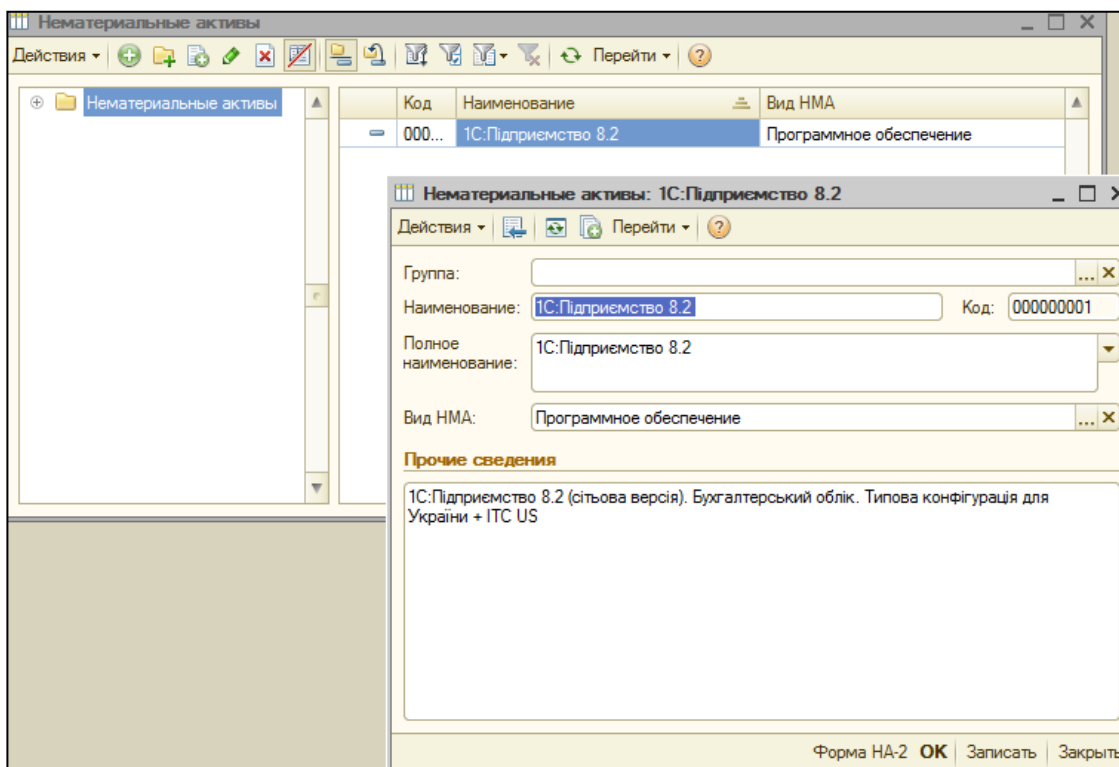 Нематериальные активы
Действия Перейти
Нематериальные активы
Код Наименование Вид НМА
000... 1С:Підприємство 8.2 Программное обеспечение
Нематериальные активы: 1С:Підприємство 8.2
Действия Перейти
Группа:
Наименование: 1С:Підприємство 8.2 Код: 000000001
Полное наименование: 1С:Підприємство 8.2
Вид НМА: Программное обеспечение
Прочие сведения
1С:Підприємство 8.2 (сітьова версія). Бухгалтерський облік. Типова конфігурація для
України + ІТС US
Форма НА-2 ОК Записать Закрыть